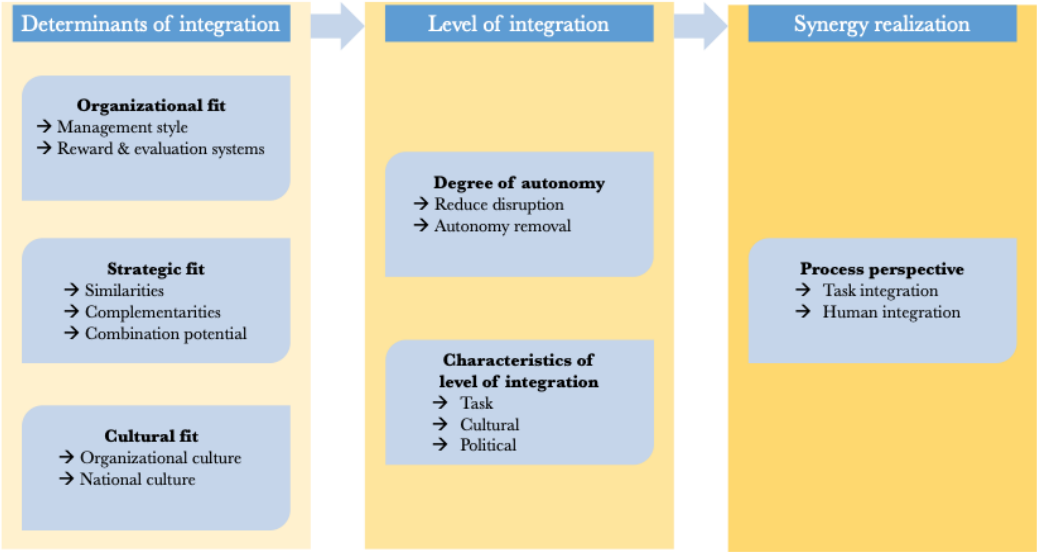 Determinants of integration
Organizational fit
→ Management style
→ Reward & evaluation systems
Strategic fit
→ Similarities
→ Complementarities
→ Combination potential
Cultural fit
→ Organizational culture
→ National culture
Level of integration
Degree of autonomy
→ Reduce disruption
→ Autonomy removal
Characteristics of
level of integration
→ Task
→ Cultural
→ Political
Synergy realization
Process perspective
→ Task integration
→ Human integration